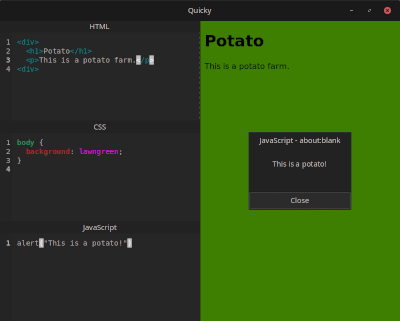 Quicky
HTML
1 <div>
2   <h1>Potato</h1>
3   <p>This is a potato farm.</p>
4 <div>
CSS
1 body {
2   background: lawngreen;
3 }
4
JavaScript
1 alert("This is a potato!")
Potato
This is a potato farm.
JavaScript - about:blank
This is a potato!
Close